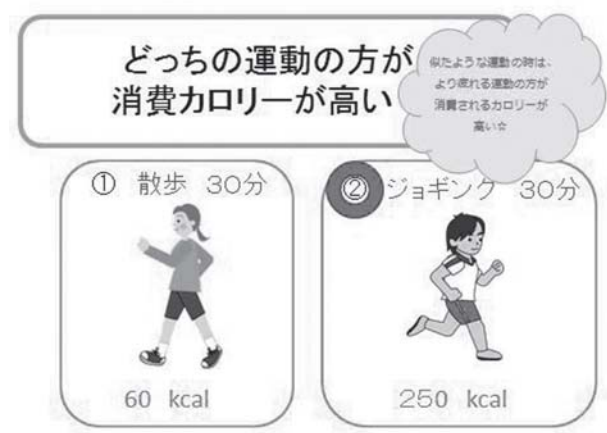 どっちの運動の方が
消費カロリーが高い
似たような運動の時は、
より疲れる運動の方が
消費されるカロリーが
高い☆
① 散歩 30分
② ジョギング 30分
60 kcal
250 kcal